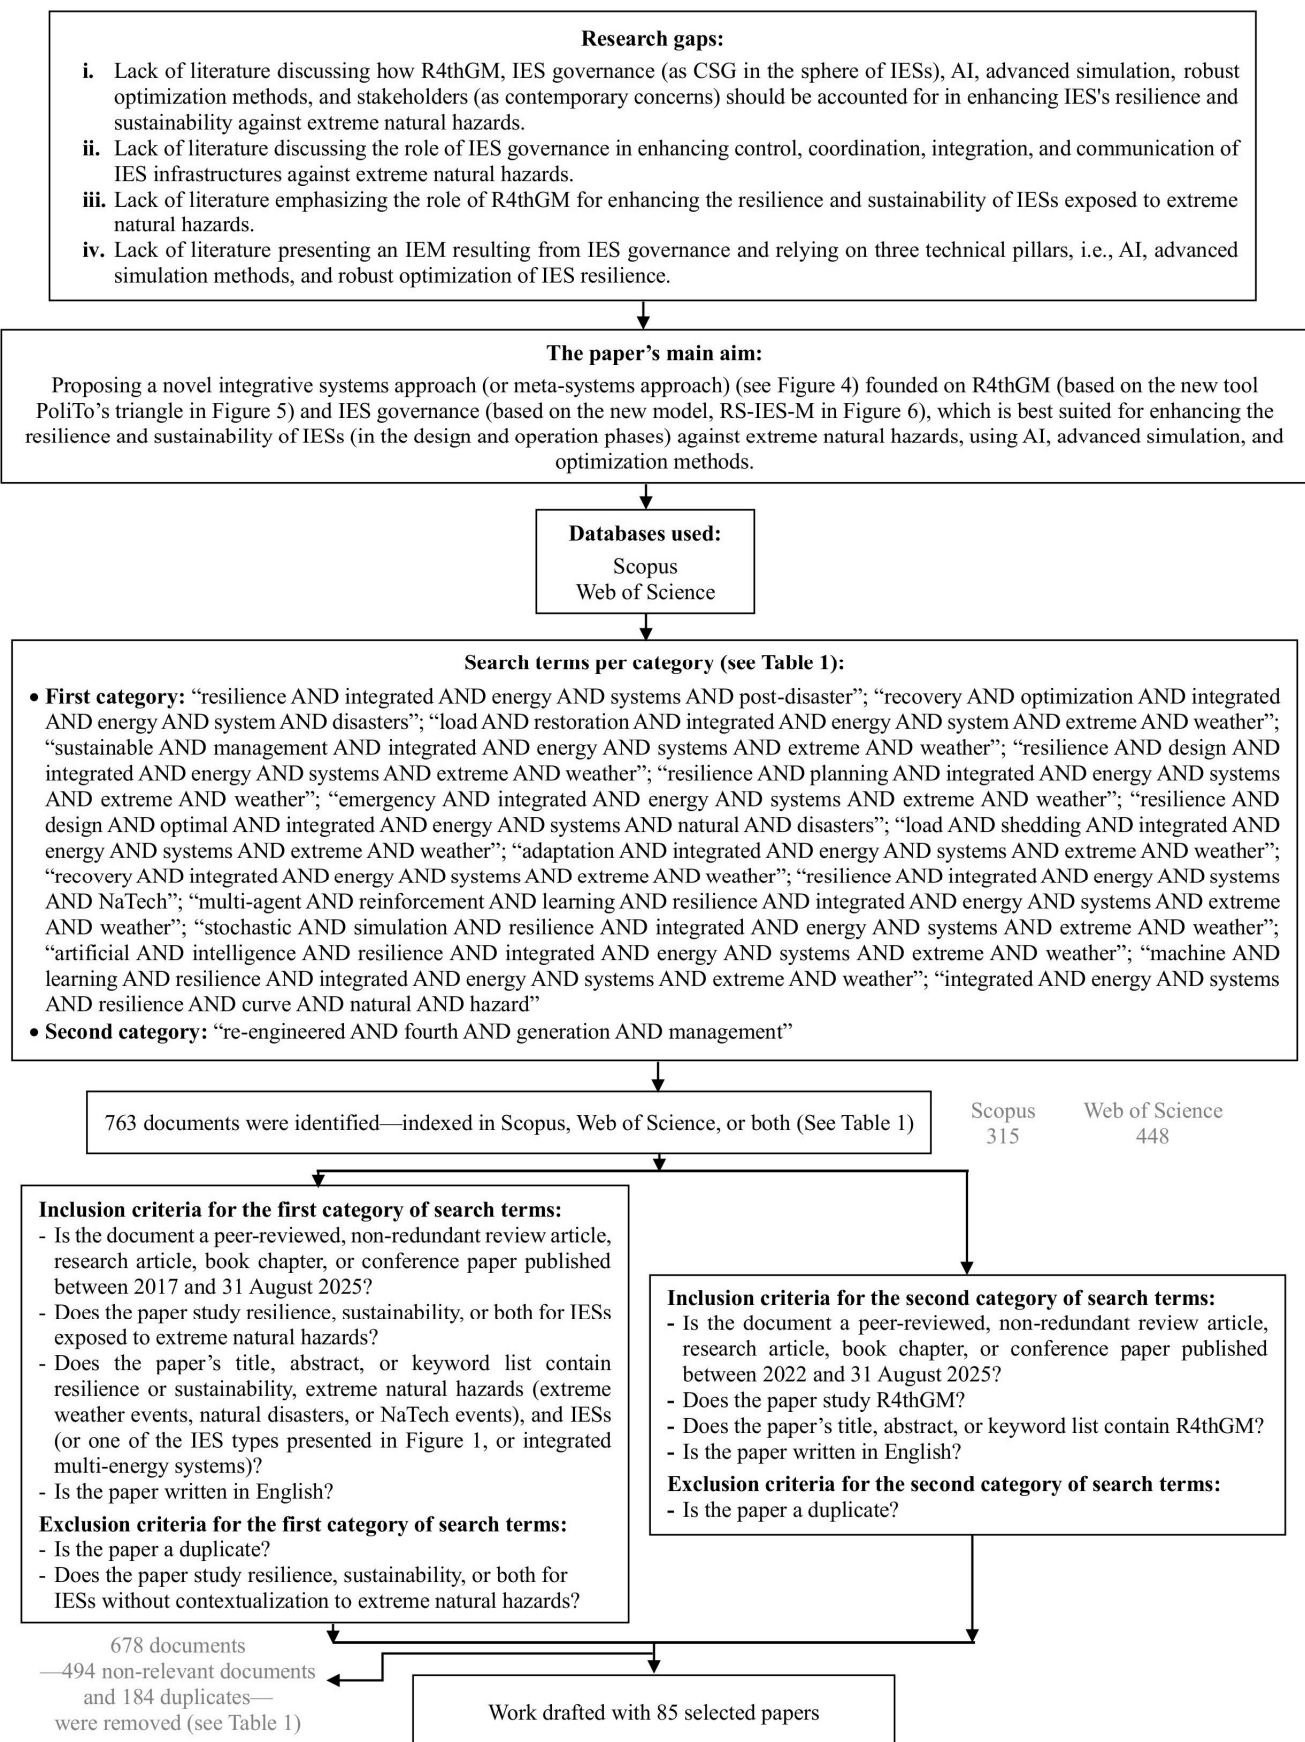 Research gaps:
i. Lack of literature discussing how R4thGM, IES governance (as CSG in the sphere of IESs), AI, advanced simulation, robust
optimization methods, and stakeholders (as contemporary concerns) should be accounted for in enhancing IES's resilience and
sustainability against extreme natural hazards.
ii. Lack of literature discussing the role of IES governance in enhancing control, coordination, integration, and communication of
IES infrastructures against extreme natural hazards.
iii. Lack of literature emphasizing the role of R4thGM for enhancing the resilience and sustainability of IESs exposed to extreme
natural hazards.
iv. Lack of literature presenting an IEM resulting from IES governance and relying on three technical pillars, i.e., AI, advanced
simulation methods, and robust optimization of IES resilience.
The paper’s main aim:
Proposing a novel integrative systems approach (or meta-systems approach) (see Figure 4) founded on R4thGM (based on the new tool
PoliTo’s triangle in Figure 5) and IES governance (based on the new model, RS-IES-M in Figure 6), which is best suited for enhancing the
resilience and sustainability of IESs (in the design and operation phases) against extreme natural hazards, using AI, advanced simulation, and
optimization methods.
Databases used:
Scopus
Web of Science
Search terms per category (see Table 1):
• First category: “resilience AND integrated AND energy AND systems AND post-disaster”; “recovery AND optimization AND integrated
AND energy AND system AND disasters”; “load AND restoration AND integrated AND energy AND system AND extreme AND weather”;
“sustainable AND management AND integrated AND energy AND systems AND extreme AND weather”; “resilience AND design AND
integrated AND energy AND systems AND extreme AND weather”; “resilience AND planning AND integrated AND energy AND systems
AND extreme AND weather”; “emergency AND integrated AND energy AND systems AND extreme AND weather”; “resilience AND
design AND optimal AND integrated AND energy AND systems AND natural AND disasters”; “load AND shedding AND integrated AND
energy AND systems AND extreme AND weather”; “adaptation AND integrated AND energy AND systems AND extreme AND weather”;
“recovery AND integrated AND energy AND systems AND extreme AND weather”; “resilience AND integrated AND energy AND systems
AND NaTech”; “multi-agent AND reinforcement AND learning AND resilience AND integrated AND energy AND systems AND extreme
AND weather”; “stochastic AND simulation AND resilience AND integrated AND energy AND systems AND extreme AND weather”;
“artificial AND intelligence AND resilience AND integrated AND energy AND systems AND extreme AND weather”; “machine AND
learning AND resilience AND integrated AND energy AND systems AND extreme AND weather”; “integrated AND energy AND systems
AND resilience AND curve AND natural AND hazard”
• Second category: “re-engineered AND fourth AND generation AND management”
763 documents were identified—indexed in Scopus, Web of Science, or both (See Table 1)
Scopus Web of Science
315 448
Inclusion criteria for the first category of search terms:
- Is the document a peer-reviewed, non-redundant review article,
research article, book chapter, or conference paper published
between 2017 and 31 August 2025?
- Does the paper study resilience, sustainability, or both for IESs
exposed to extreme natural hazards?
- Does the paper’s title, abstract, or keyword list contain
resilience or sustainability, extreme natural hazards (extreme
weather events, natural disasters, or NaTech events), and IESs
(or one of the IES types presented in Figure 1, or integrated
multi-energy systems)?
- Is the paper written in English?
Exclusion criteria for the first category of search terms:
- Is the paper a duplicate?
- Does the paper study resilience, sustainability, or both for
IESs without contextualization to extreme natural hazards?
Inclusion criteria for the second category of search terms:
- Is the document a peer-reviewed, non-redundant review article,
research article, book chapter, or conference paper published
between 2022 and 31 August 2025?
- Does the paper study R4thGM?
- Does the paper’s title, abstract, or keyword list contain R4thGM?
- Is the paper written in English?
Exclusion criteria for the second category of search terms:
- Is the paper a duplicate?
678 documents
—494 non-relevant documents
and 184 duplicates—
were removed (see Table 1)
Work drafted with 85 selected papers